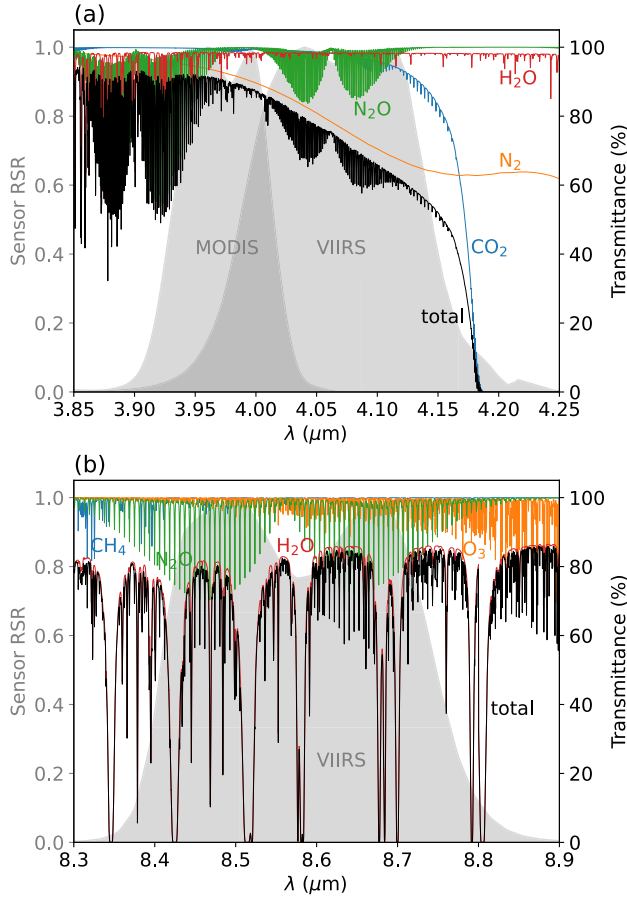 (a)
1.0
0.8
0.6
0.4
0.2
0.0
Sensor RSR
100
80
60
40
20
0
Transmittance (%)
H₂O
N₂O
N₂
MODIS
VIIRS
CO₂
total
3.85 3.90 3.95 4.00 4.05 4.10 4.15 4.20 4.25
λ (μm)
(b)
1.0
0.8
0.6
0.4
0.2
0.0
Sensor RSR
100
80
60
40
20
0
Transmittance (%)
CH₄
N₂O
H₂O
O₃
total
VIIRS
8.3 8.4 8.5 8.6 8.7 8.8 8.9
λ (μm)